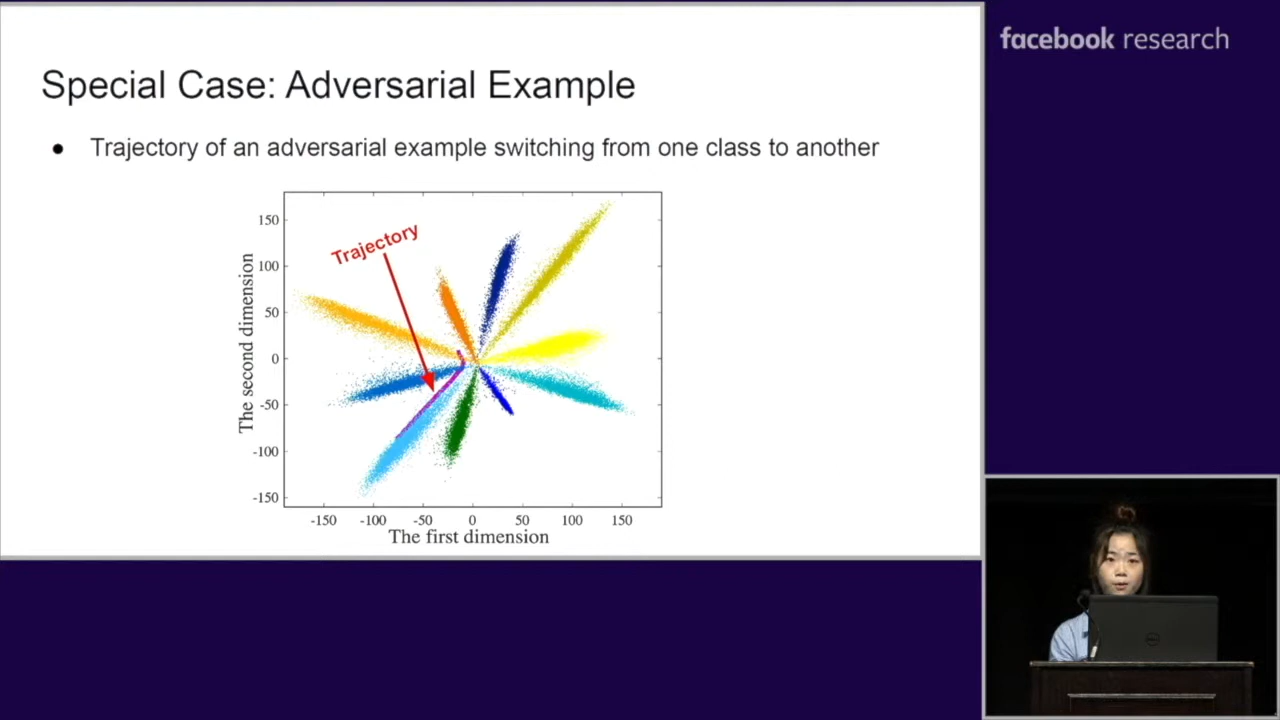 facebook research
Special Case: Adversarial Example
● Trajectory of an adversarial example switching from one class to another
Trajectory
The second dimension
150
100
50
0
-50
-100
-150
-150 -100 -50 0 50 100 150
The first dimension